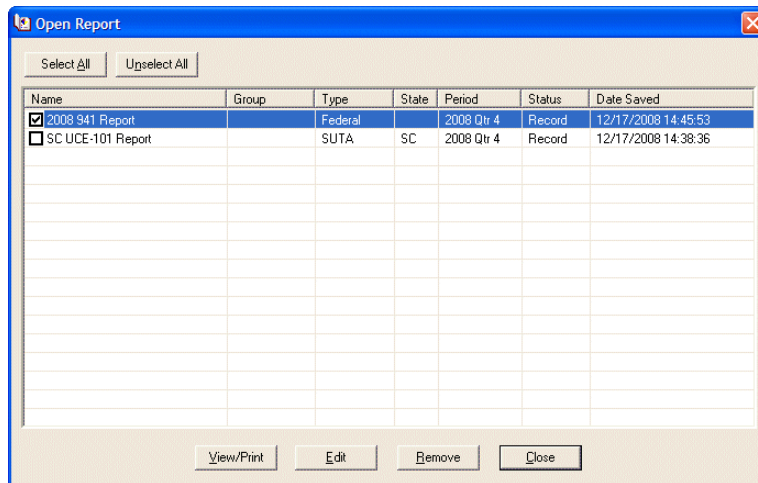 Open Report
Select All Unselect All
Name Group Type State Period Status Date Saved
2008 941 Report Federal 2008 Qtr 4 Record 12/17/2008 14:45:53
SC UCE-101 Report SUTA SC 2008 Qtr 4 Record 12/17/2008 14:38:36
View/Print Edit Remove Close